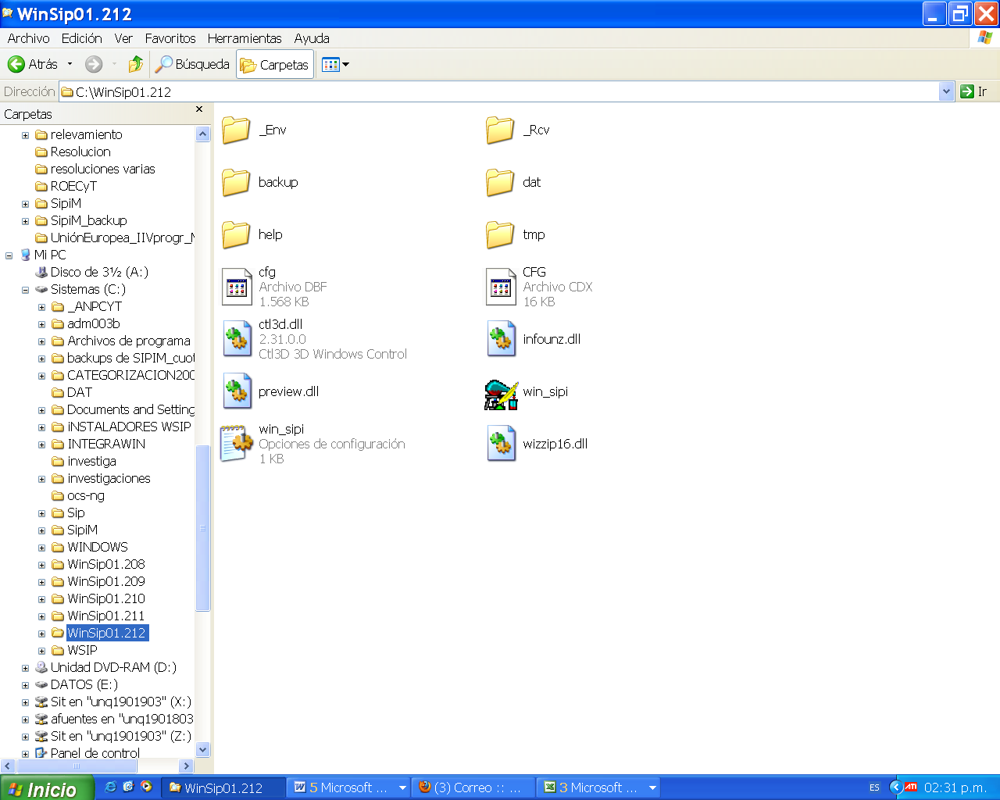 WinSip01.212
Archivo Edición Ver Favoritos Herramientas Ayuda
Atrás Búsqueda Carpetas
Dirección C:\WinSip01.212 Ir
Carpetas
relevamiento
Resolucion
resoluciones varias
ROECyT
SipiM
SipiM_backup
UniónEuropea_IIVprogr_
Mi PC
Disco de 3½ (A:)
Sistemas (C:)
_ANPCYT
adm003b
Archivos de programa
backups de SIPIM_cuot
CATEGORIZACION200
DAT
Documents and Setting
iNSTALADORES WSIP
INTEGRAWIN
investiga
investigaciones
ocs-ng
Sip
SipiM
WINDOWS
WinSip01.208
WinSip01.209
WinSip01.210
WinSip01.211
WinSip01.212
WSIP
Unidad DVD-RAM (D:)
DATOS (E:)
Sit en "unq1901903" (X:)
afuentes en "unq1901803
Sit en "unq1901903" (Z:)
Panel de control
_Env
_Rcv
backup
dat
help
tmp
cfg
Archivo DBF
1.568 KB
CFG
Archivo CDX
16 KB
ctl3d.dll
2.31.0.0
Ctl3D 3D Windows Control
infounz.dll
preview.dll
win_sipi
win_sipi
Opciones de configuración
1 KB
wizzip16.dll
Inicio WinSip01.212 5 Microsoft ... (3) Correo :: ... 3 Microsoft ... ES ATI 02:31 p.m.